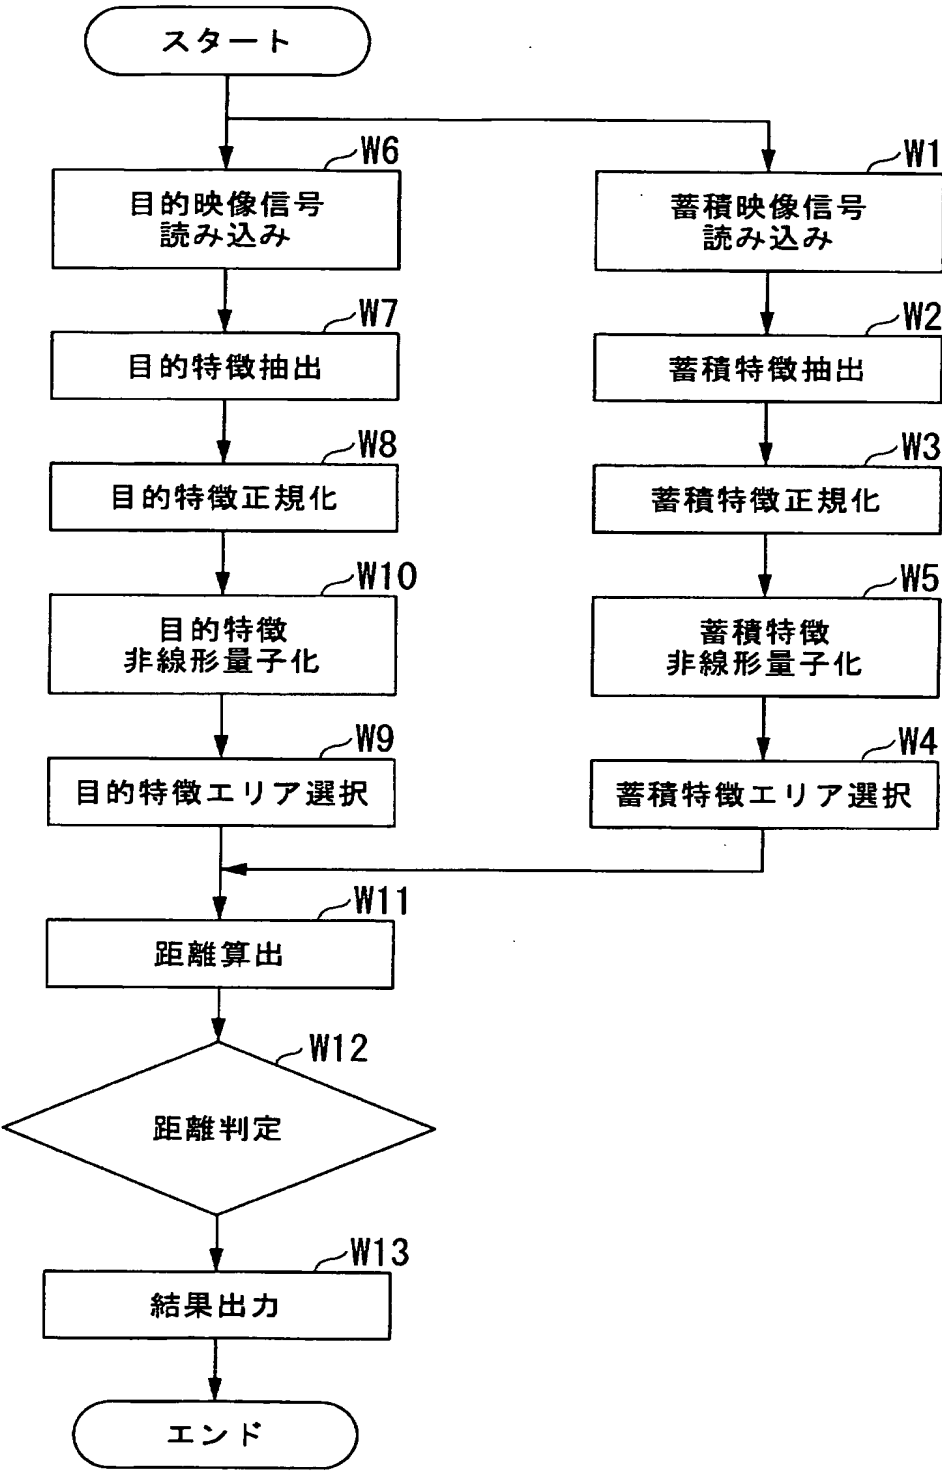 スタート
W6
目的映像信号
読み込み
W7
目的特徴抽出
W8
目的特徴正規化
W10
目的特徴
非線形量子化
W9
目的特徴エリア選択
W1
蓄積映像信号
読み込み
W2
蓄積特徴抽出
W3
蓄積特徴正規化
W5
蓄積特徴
非線形量子化
W4
蓄積特徴エリア選択
W11
距離算出
W12
距離判定
W13
結果出力
エンド